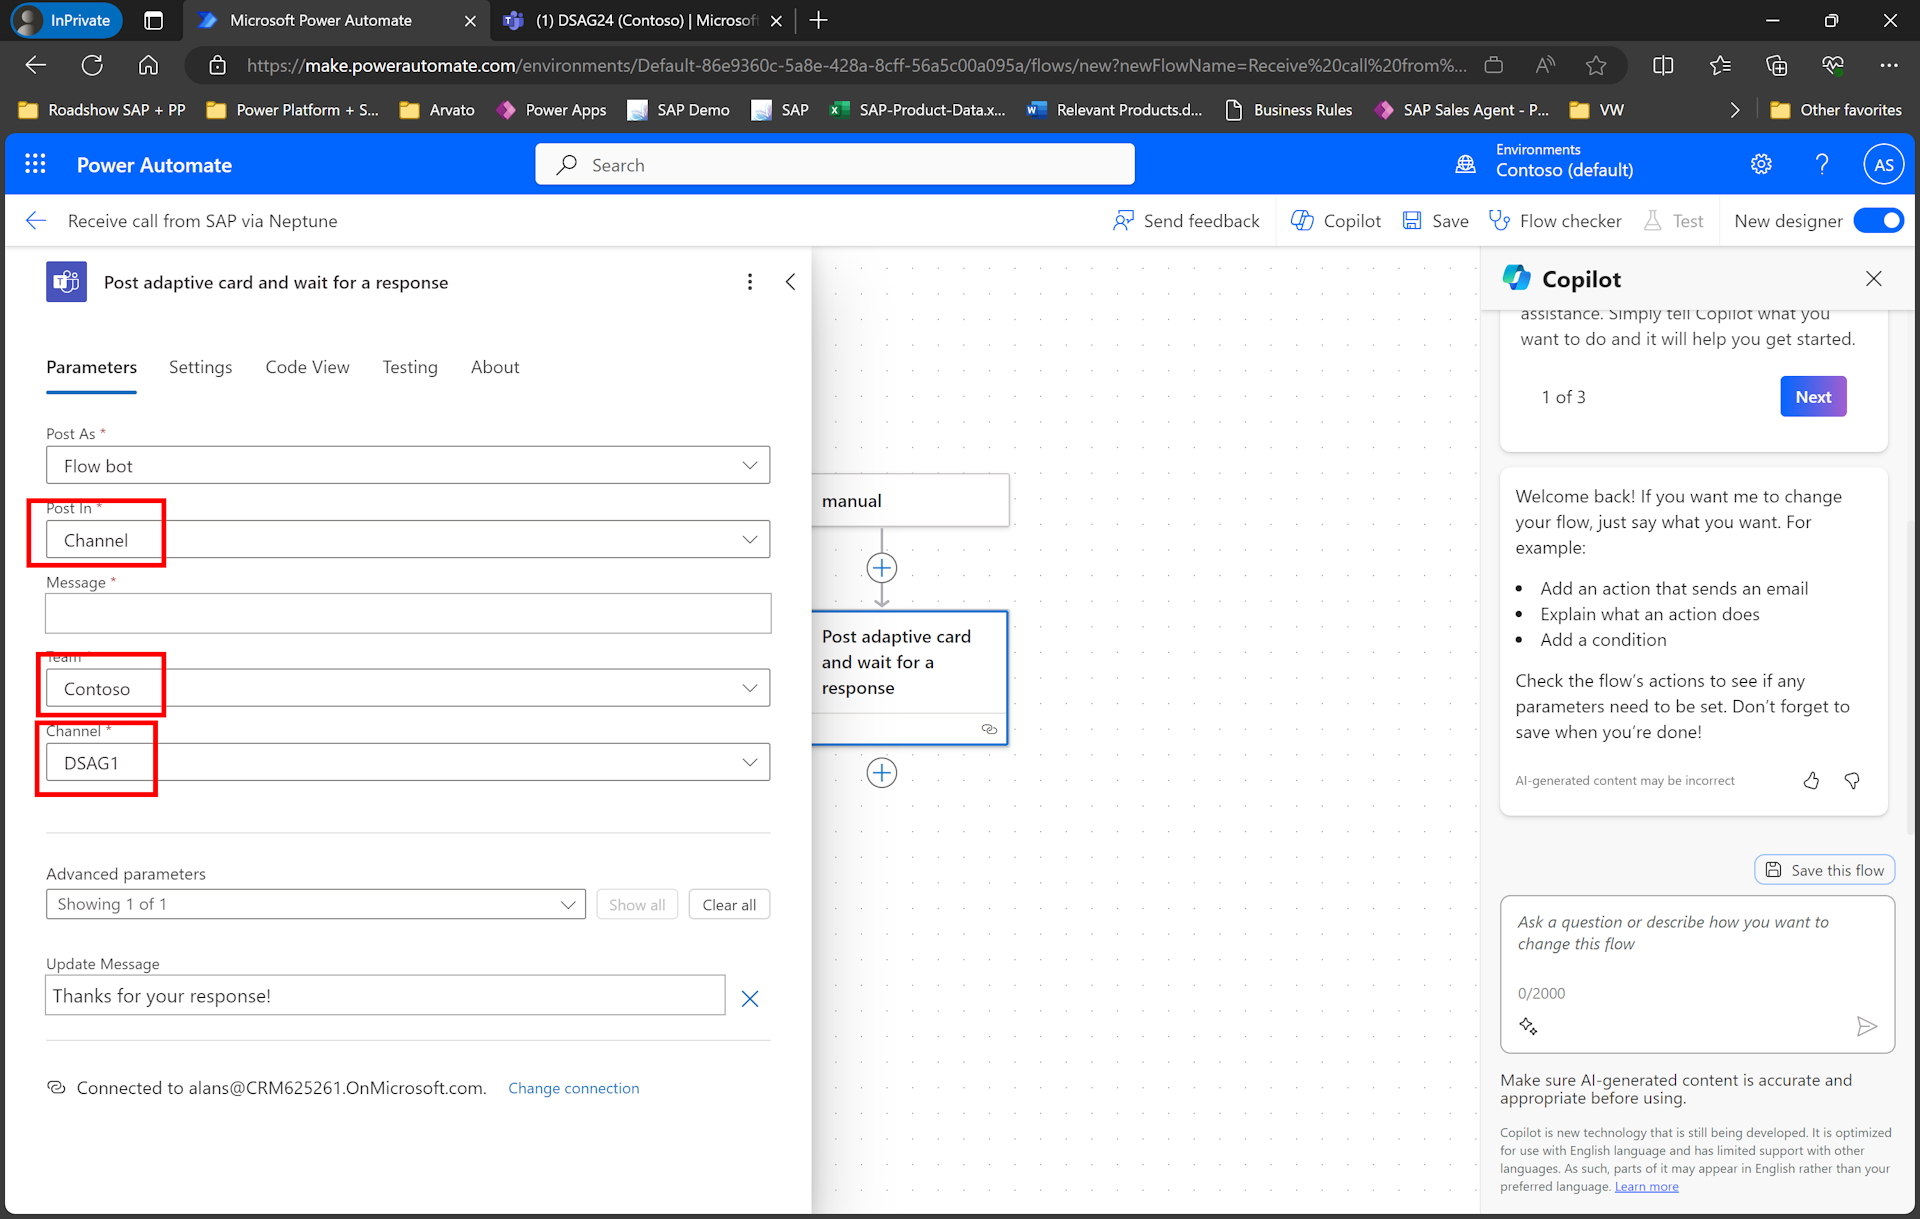 InPrivate
Microsoft Power Automate
(1) DSAG24 (Contoso) | Microsof
https://make.powerautomate.com/environments/Default-86e9360c-5a8e-428a-8cff-56a5c00a095a/flows/new?newFlowName=Receive%20call%20from%...
Roadshow SAP + PP
Power Platform + S...
Arvato
Power Apps
SAP Demo
SAP
SAP-Product-Data.x...
Relevant Products.d...
Business Rules
SAP Sales Agent - P...
VW
Other favorites
Power Automate
Search
Environments
Contoso (default)
AS
Receive call from SAP via Neptune
Send feedback
Copilot
Save
Flow checker
Test
New designer
Post adaptive card and wait for a response
Parameters
Settings
Code View
Testing
About
Post As *
Flow bot
Post In *
Channel
Message *
Team *
Contoso
Channel *
DSAG1
Advanced parameters
Showing 1 of 1
Show all
Clear all
Update Message
Thanks for your response!
Connected to alans@CRM625261.OnMicrosoft.com.
Change connection
manual
Post adaptive card
and wait for a
response
Copilot
assistance. Simply tell Copilot what you
want to do and it will help you get started.
1 of 3
Next
Welcome back! If you want me to change
your flow, just say what you want. For
example:
• Add an action that sends an email
• Explain what an action does
• Add a condition
Check the flow's actions to see if any
parameters need to be set. Don't forget to
save when you're done!
AI-generated content may be incorrect
Save this flow
Ask a question or describe how you want to
change this flow
0/2000
Make sure AI-generated content is accurate and
appropriate before using.
Copilot is new technology that is still being developed. It is optimized
for use with English language and has limited support with other
languages. As such, parts of it may appear in English rather than your
preferred language. Learn more